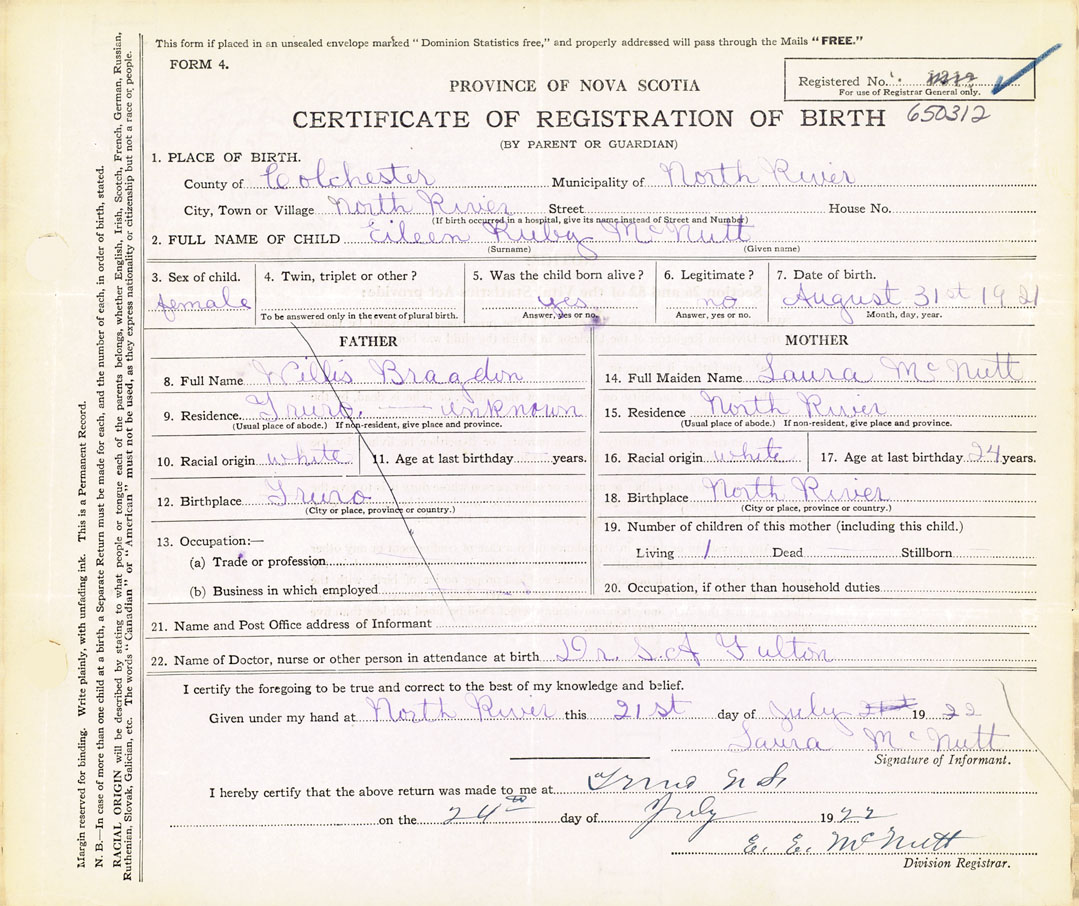 This form if placed in an unsealed envelope marked "Dominion Statistics free," and properly addressed will pass through the Mails "FREE."
FORM 4.
Registered No.
For use of Registrar General only.
PROVINCE OF NOVA SCOTIA
CERTIFICATE OF REGISTRATION OF BIRTH 650312
(BY PARENT OR GUARDIAN)
1. PLACE OF BIRTH.
County of Colchester Municipality of North River
City, Town or Village North River Street House No.
(If birth occurred in a hospital, give its name instead of Street and Number)
2. FULL NAME OF CHILD Eileen Ruby McNutt
(Surname) (Given name)
3. Sex of child. 4. Twin, triplet or other? 5. Was the child born alive? 6. Legitimate? 7. Date of birth.
female yes no August 31st 1921
To be answered only in the event of plural birth. Answer, yes or no. Answer, yes or no. Month, day, year.
FATHER MOTHER
8. Full Name Willis Bragdon 14. Full Maiden Name Laura McNutt
9. Residence Truro. — unknown 15. Residence North River
(Usual place of abode.) If non-resident, give place and province. (Usual place of abode.) If non-resident, give place and province.
10. Racial origin white 11. Age at last birthday years. 16. Racial origin white 17. Age at last birthday 24 years.
12. Birthplace Truro 18. Birthplace North River
(City or place, province or country.) (City or place, province or country.)
13. Occupation:— 19. Number of children of this mother (including this child.)
(a) Trade or profession Living 1 Dead Stillborn
(b) Business in which employed 20. Occupation, if other than household duties
21. Name and Post Office address of Informant
22. Name of Doctor, nurse or other person in attendance at birth Dr. S. A Fulton
I certify the foregoing to be true and correct to the best of my knowledge and belief.
Given under my hand at North River this 21st day of July 21st 1922
Laura McNutt
Signature of Informant.
I hereby certify that the above return was made to me at Truro N S
on the 24th day of July 1922
E. E. McNutt
Division Registrar.
Margin reserved for binding. Write plainly, with unfading ink. This is a Permanent Record.
N. B.—In case of more than one child at a birth, a Separate Return must be made for each, and the number of each, in order of birth, stated.
RACIAL ORIGIN will be described by stating to what people or tongue each of the parents belongs, whether English, Irish, Scotch, French, German, Russian,
Ruthenian, Slovak, Galician, etc. The words "Canadian" or "American" must not be used, as they express nationality or citizenship but not a race or people.